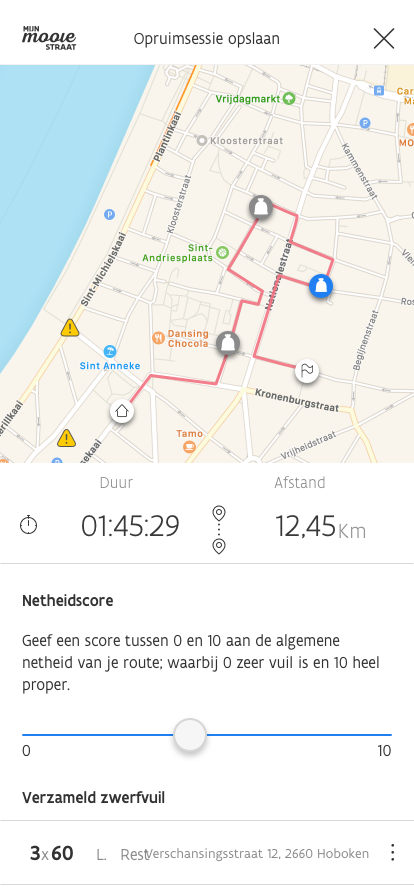 MIJN
mooie
STRAAT
Opruimsessie opslaan
Vrijdagmarkt
Car
Ma
Plantinkaai
Kloosterstraat
MO
Kammenstraat
Kloosterstraat
Sint-
Andriesplaats
Nationalestraat
Sint-Michielskaai
Ros
Dansing
Chocola
Begijnenstraat
Sint Anneke
Kronenburgstraat
Tamo
Vrijheidstraat
Duur
Afstand
01:45:29
12,45 Km
Netheidscore
Geef een score tussen 0 en 10 aan de algemene
netheid van je route; waarbij 0 zeer vuil is en 10 heel
proper.
0
10
Verzameld zwerfvuil
3x60 L. Rest Verschansingsstraat 12, 2660 Hoboken